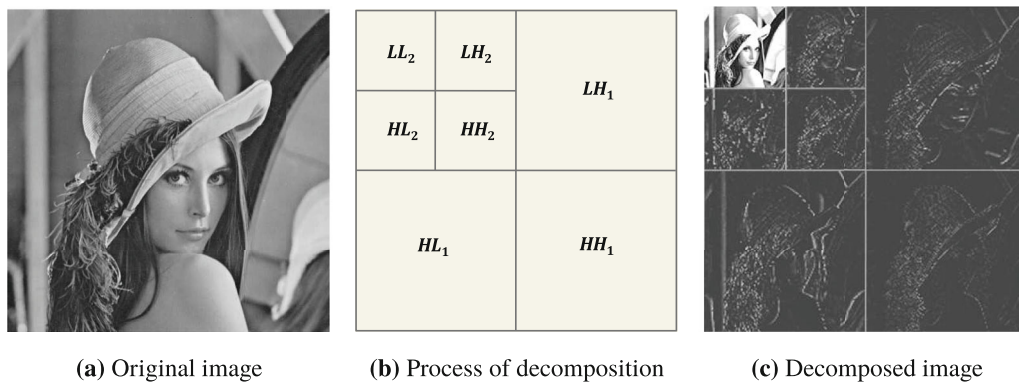 LL2 LH2
LH1
HL2 HH2
HL1 HH1
(a) Original image (b) Process of decomposition (c) Decomposed image